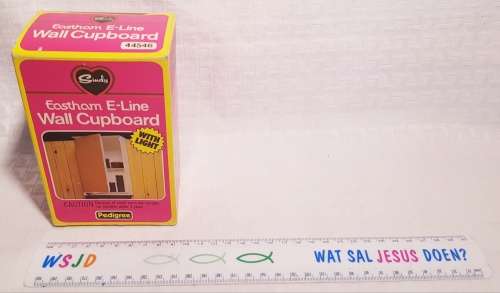 Eastham E-Line
Wall Cupboard
44546
Sindy
Eastham E-Line
Wall Cupboard
WITH
LIGHT
CAUTION
Pedigree
WSJD
WAT SAL JESUS DOEN?